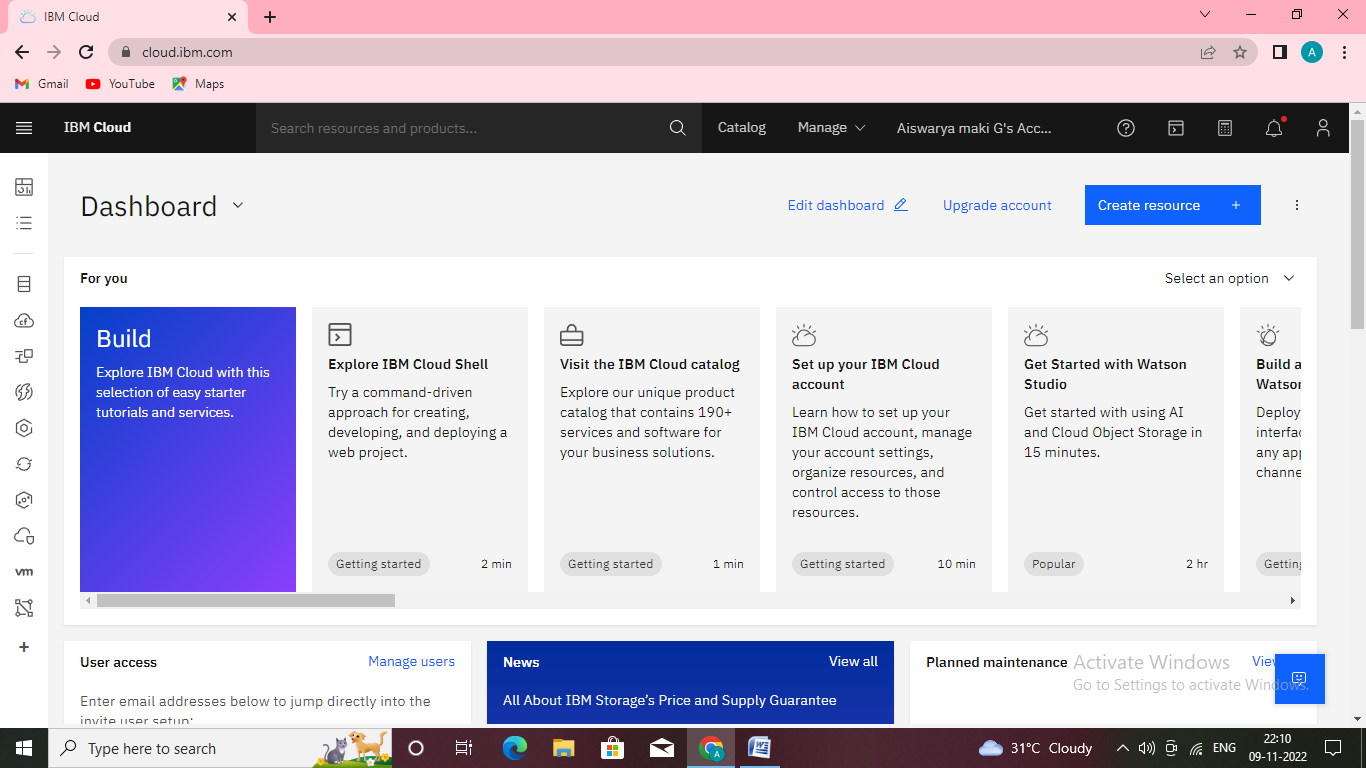 IBM Cloud
cloud.ibm.com
A
Gmail
YouTube
Maps
IBM Cloud
Search resources and products...
Catalog
Manage
Aiswarya maki G's Acc...
Dashboard
Edit dashboard
Upgrade account
Create resource +
For you
Select an option
Build
Explore IBM Cloud with this
selection of easy starter
tutorials and services.
Explore IBM Cloud Shell
Try a command-driven
approach for creating,
developing, and deploying a
web project.
Getting started
2 min
Visit the IBM Cloud catalog
Explore our unique product
catalog that contains 190+
services and software for
your business solutions.
Getting started
1 min
Set up your IBM Cloud
account
Learn how to set up your
IBM Cloud account, manage
your account settings,
organize resources, and
control access to those
resources.
Getting started
10 min
Get Started with Watson
Studio
Get started with using AI
and Cloud Object Storage in
15 minutes.
Popular
2 hr
Build a
Watson
Deploy
any
cf
vm
User access
Manage users
Enter email addresses below to jump directly into the
invite user setup:
News
View all
All About IBM Storage's Price and Supply Guarantee
Planned maintenance
Activate Windows
Go to Settings to activate Windows.
Type here to search
A
31°C Cloudy
ENG
22:10
09-11-2022